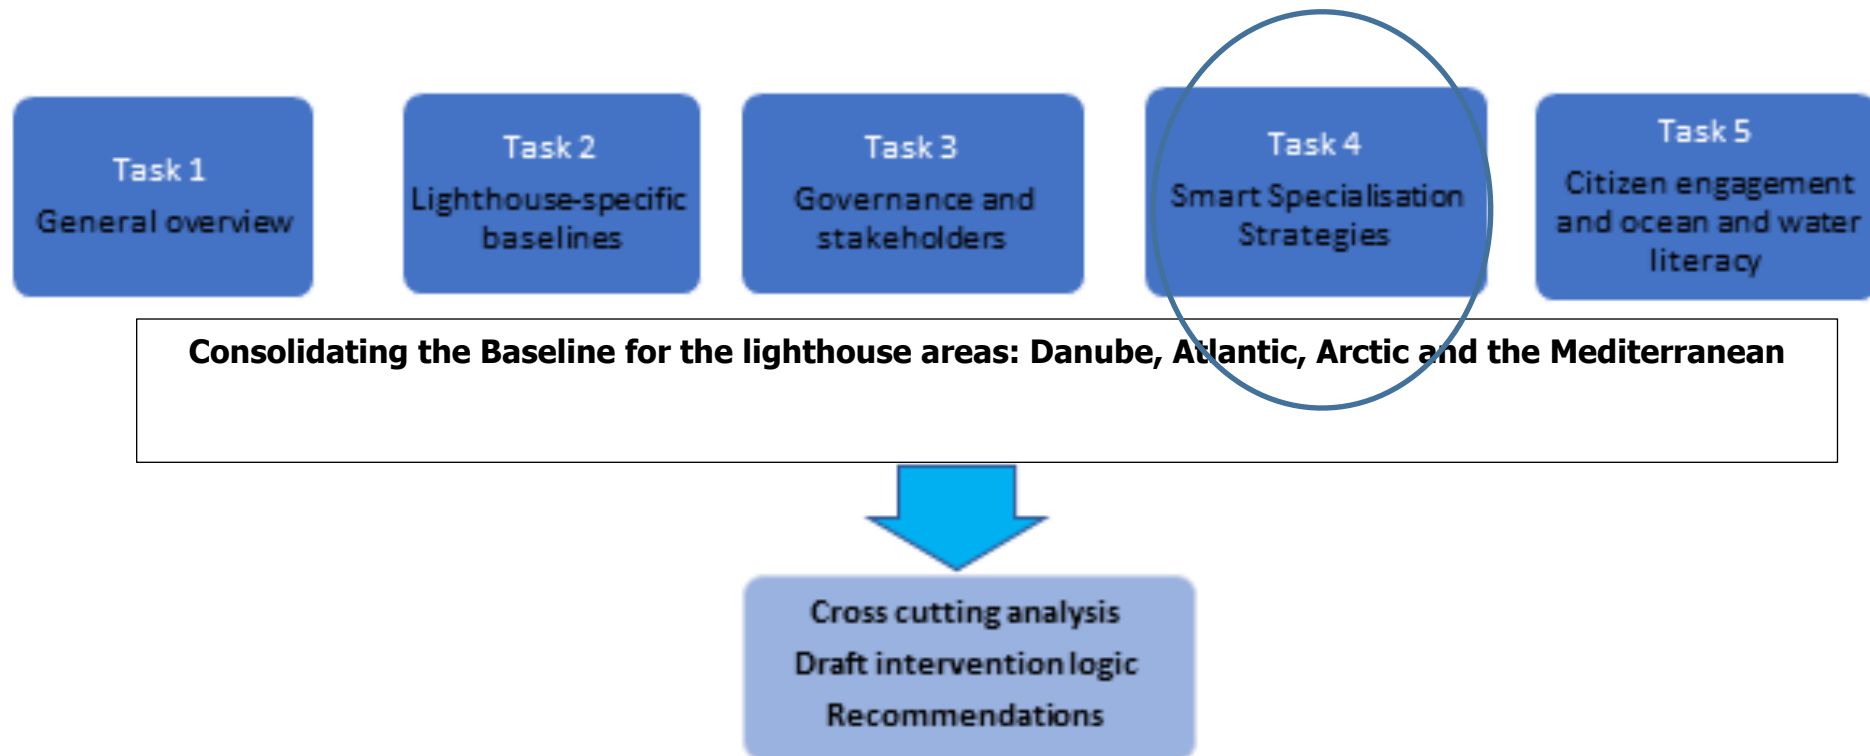 Task 1
General overview
Task 2
Lighthouse-specific
baselines
Task 3
Governance and
stakeholders
Task 4
Smart Specialisation
Strategies
Task 5
Citizen engagement
and ocean and water
literacy
Consolidating the Baseline for the lighthouse areas: Danube, Atlantic, Arctic and the Mediterranean
Cross cutting analysis
Draft intervention logic
Recommendations